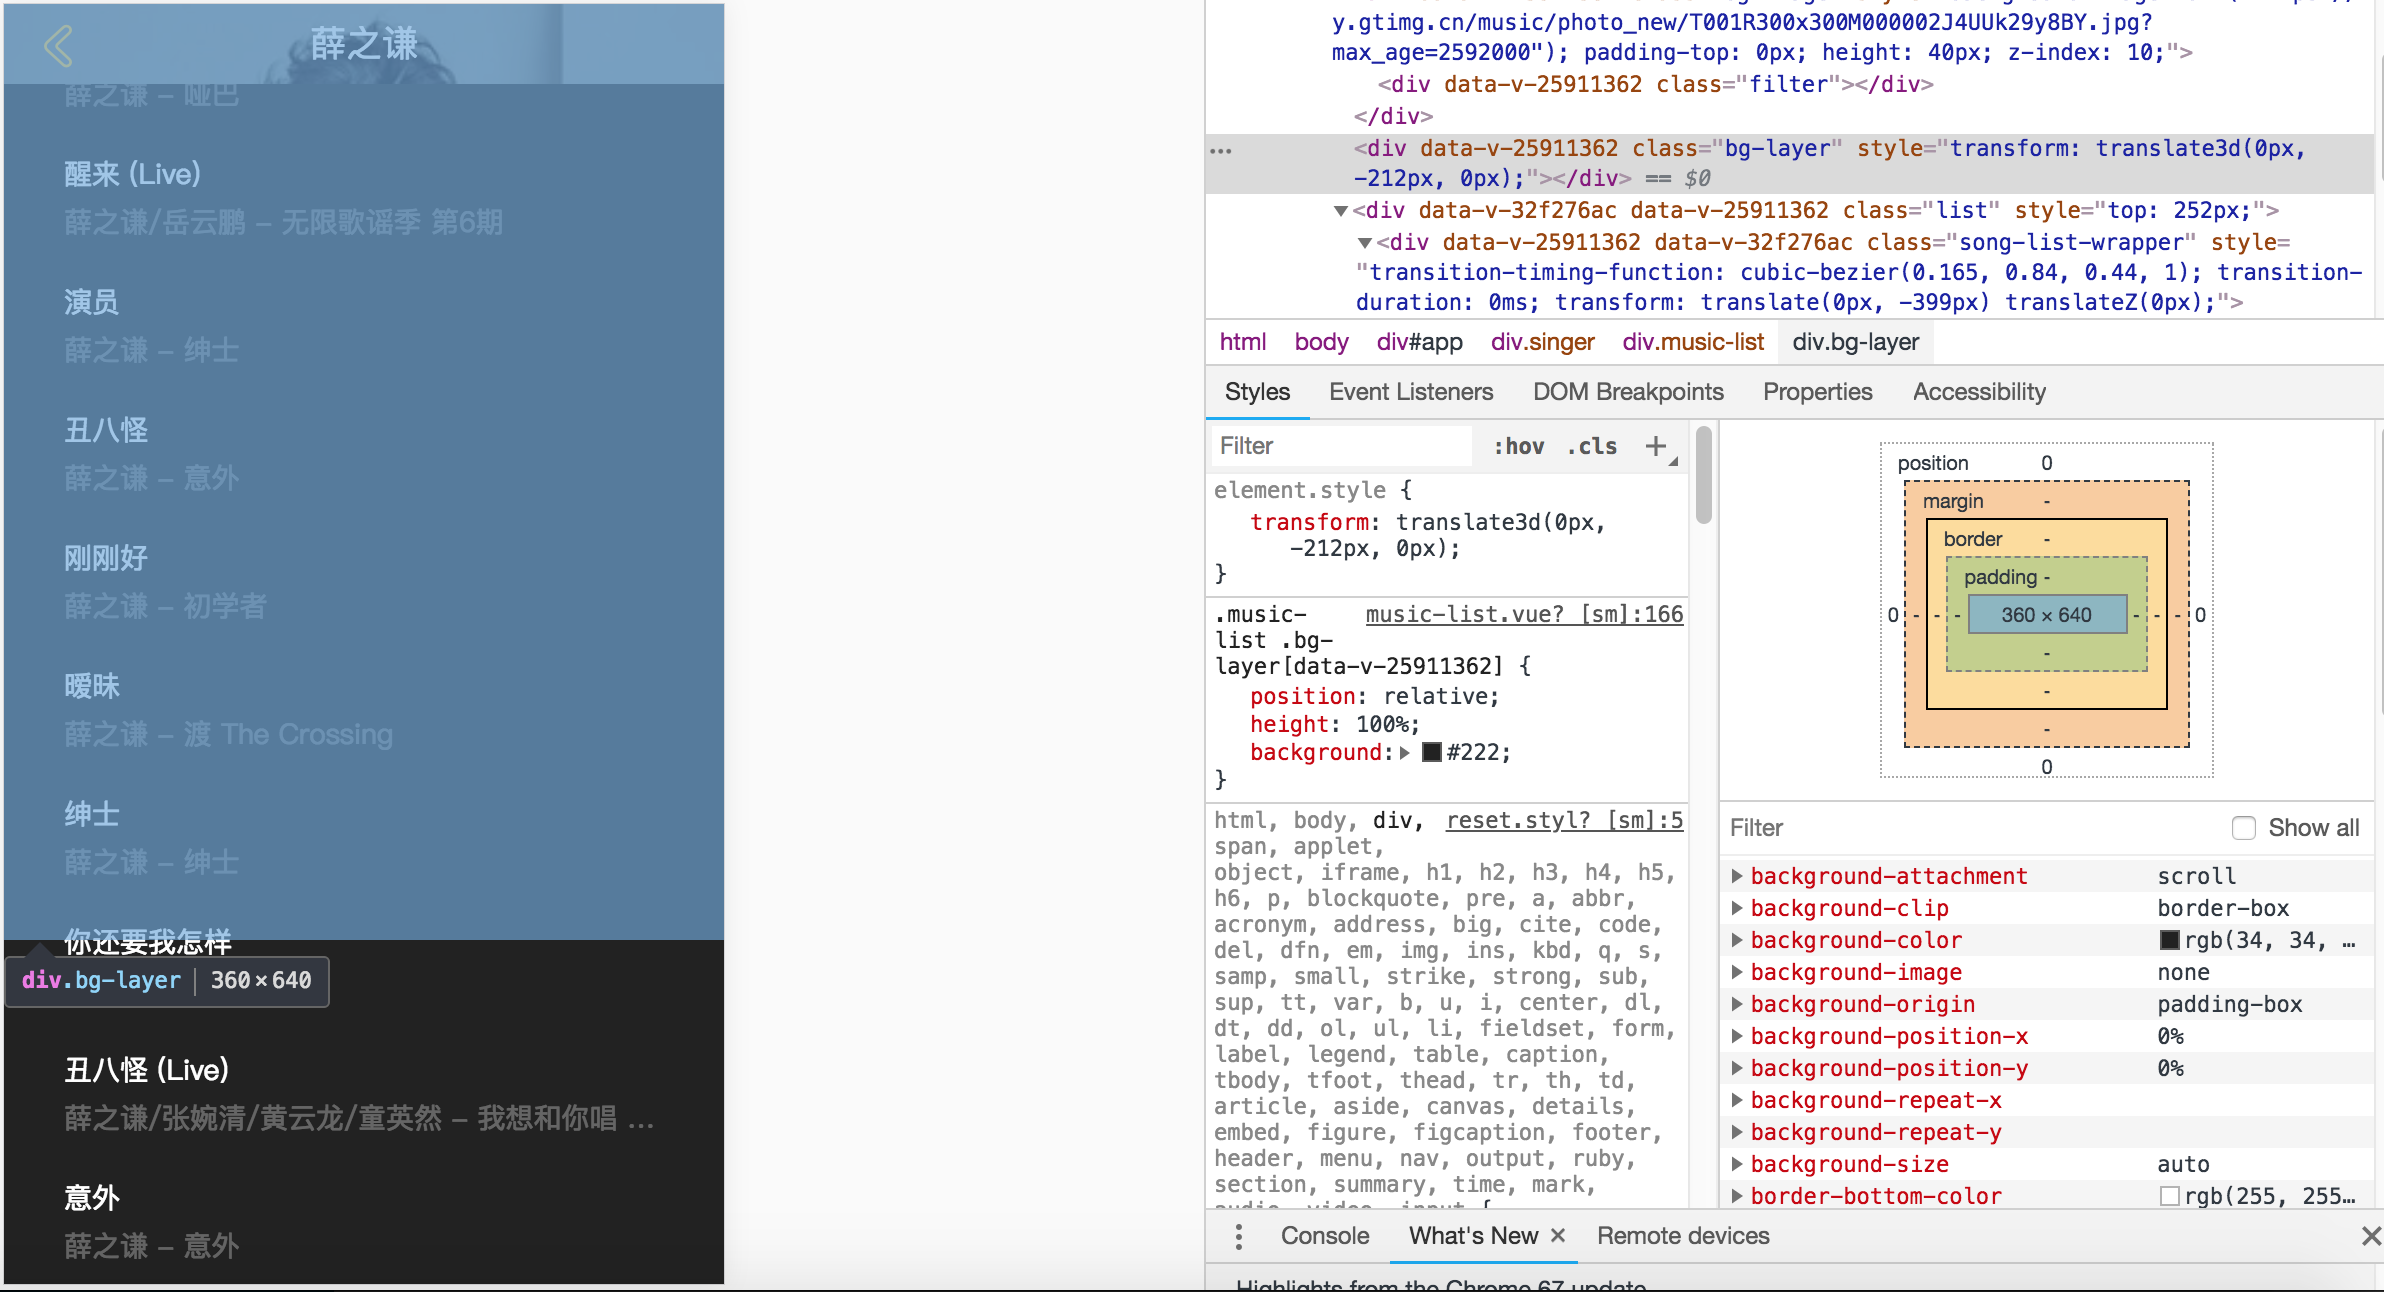 薛之谦
薛之谦 – 哑巴
醒来 (Live)
薛之谦/岳云鹏 – 无限歌谣季 第6期
演员
薛之谦 – 绅士
丑八怪
薛之谦 – 意外
刚刚好
薛之谦 – 初学者
暧昧
薛之谦 – 渡 The Crossing
绅士
薛之谦 – 绅士
你还要我怎样
div.bg-layer | 360×640
丑八怪 (Live)
薛之谦/张婉清/黄云龙/童英然 – 我想和你唱 ...
意外
薛之谦 – 意外
y.gtimg.cn/music/photo_new/T001R300x300M000002J4UUk29y8BY.jpg?
max_age=2592000"); padding-top: 0px; height: 40px; z-index: 10;">
<div data-v-25911362 class="filter"></div>
</div>
... <div data-v-25911362 class="bg-layer" style="transform: translate3d(0px,
-212px, 0px);"></div> == $0
▼<div data-v-32f276ac data-v-25911362 class="list" style="top: 252px;">
▼<div data-v-25911362 data-v-32f276ac class="song-list-wrapper" style=
"transition-timing-function: cubic-bezier(0.165, 0.84, 0.44, 1); transition-
duration: 0ms; transform: translate(0px, -399px) translateZ(0px);">
html body div#app div.singer div.music-list div.bg-layer
Styles Event Listeners DOM Breakpoints Properties Accessibility
Filter :hov .cls +
element.style {
transform: translate3d(0px,
-212px, 0px);
}
.music- music-list.vue? [sm]:166
list .bg-
layer[data-v-25911362] {
position: relative;
height: 100%;
background: #222;
}
html, body, div, reset.styl? [sm]:5
span, applet,
object, iframe, h1, h2, h3, h4, h5,
h6, p, blockquote, pre, a, abbr,
acronym, address, big, cite, code,
del, dfn, em, img, ins, kbd, q, s,
samp, small, strike, strong, sub,
sup, tt, var, b, u, i, center, dl,
dt, dd, ol, ul, li, fieldset, form,
label, legend, table, caption,
tbody, tfoot, thead, tr, th, td,
article, aside, canvas, details,
embed, figure, figcaption, footer,
header, menu, nav, output, ruby,
section, summary, time, mark,
audio, video, input {
position 0
margin -
border -
padding -
0 - - - 360 × 640 - - - 0
-
-
-
0
Filter Show all
background-attachment scroll
background-clip border-box
background-color rgb(34, 34, …
background-image none
background-origin padding-box
background-position-x 0%
background-position-y 0%
background-repeat-x
background-repeat-y
background-size auto
border-bottom-color rgb(255, 255…
Console What's New × Remote devices ×
Highlights from the Chrome 67 update